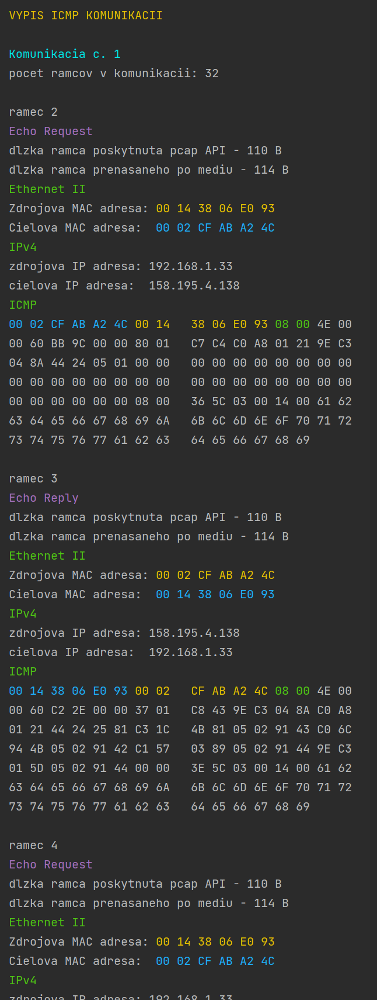 VYPIS ICMP KOMUNIKACII
Komunikacia c. 1
pocet ramcov v komunikacii: 32
ramec 2
Echo Request
dlzka ramca poskytnuta pcap API - 110 B
dlzka ramca prenasaneho po mediu - 114 B
Ethernet II
Zdrojova MAC adresa: 00 14 38 06 E0 93
Cielova MAC adresa:  00 02 CF AB A2 4C
IPv4
zdrojova IP adresa: 192.168.1.33
cielova IP adresa:  158.195.4.138
ICMP
00 02 CF AB A2 4C 00 14   38 06 E0 93 08 00 4E 00
00 60 BB 9C 00 00 80 01   C7 C4 C0 A8 01 21 9E C3
04 8A 44 24 05 01 00 00   00 00 00 00 00 00 00 00
00 00 00 00 00 00 00 00   00 00 00 00 00 00 00 00
00 00 00 00 00 00 08 00   36 5C 03 00 14 00 61 62
63 64 65 66 67 68 69 6A   6B 6C 6D 6E 6F 70 71 72
73 74 75 76 77 61 62 63   64 65 66 67 68 69
ramec 3
Echo Reply
dlzka ramca poskytnuta pcap API - 110 B
dlzka ramca prenasaneho po mediu - 114 B
Ethernet II
Zdrojova MAC adresa: 00 02 CF AB A2 4C
Cielova MAC adresa:  00 14 38 06 E0 93
IPv4
zdrojova IP adresa: 158.195.4.138
cielova IP adresa:  192.168.1.33
ICMP
00 14 38 06 E0 93 00 02   CF AB A2 4C 08 00 4E 00
00 60 C2 2E 00 00 37 01   C8 43 9E C3 04 8A C0 A8
01 21 44 24 25 81 C3 1C   4B 81 05 02 91 43 C0 6C
94 4B 05 02 91 42 C1 57   03 89 05 02 91 44 9E C3
01 5D 05 02 91 44 00 00   3E 5C 03 00 14 00 61 62
63 64 65 66 67 68 69 6A   6B 6C 6D 6E 6F 70 71 72
73 74 75 76 77 61 62 63   64 65 66 67 68 69
ramec 4
Echo Request
dlzka ramca poskytnuta pcap API - 110 B
dlzka ramca prenasaneho po mediu - 114 B
Ethernet II
Zdrojova MAC adresa: 00 14 38 06 E0 93
Cielova MAC adresa:  00 02 CF AB A2 4C
IPv4
zdrojova IP adresa: 192.168.1.33